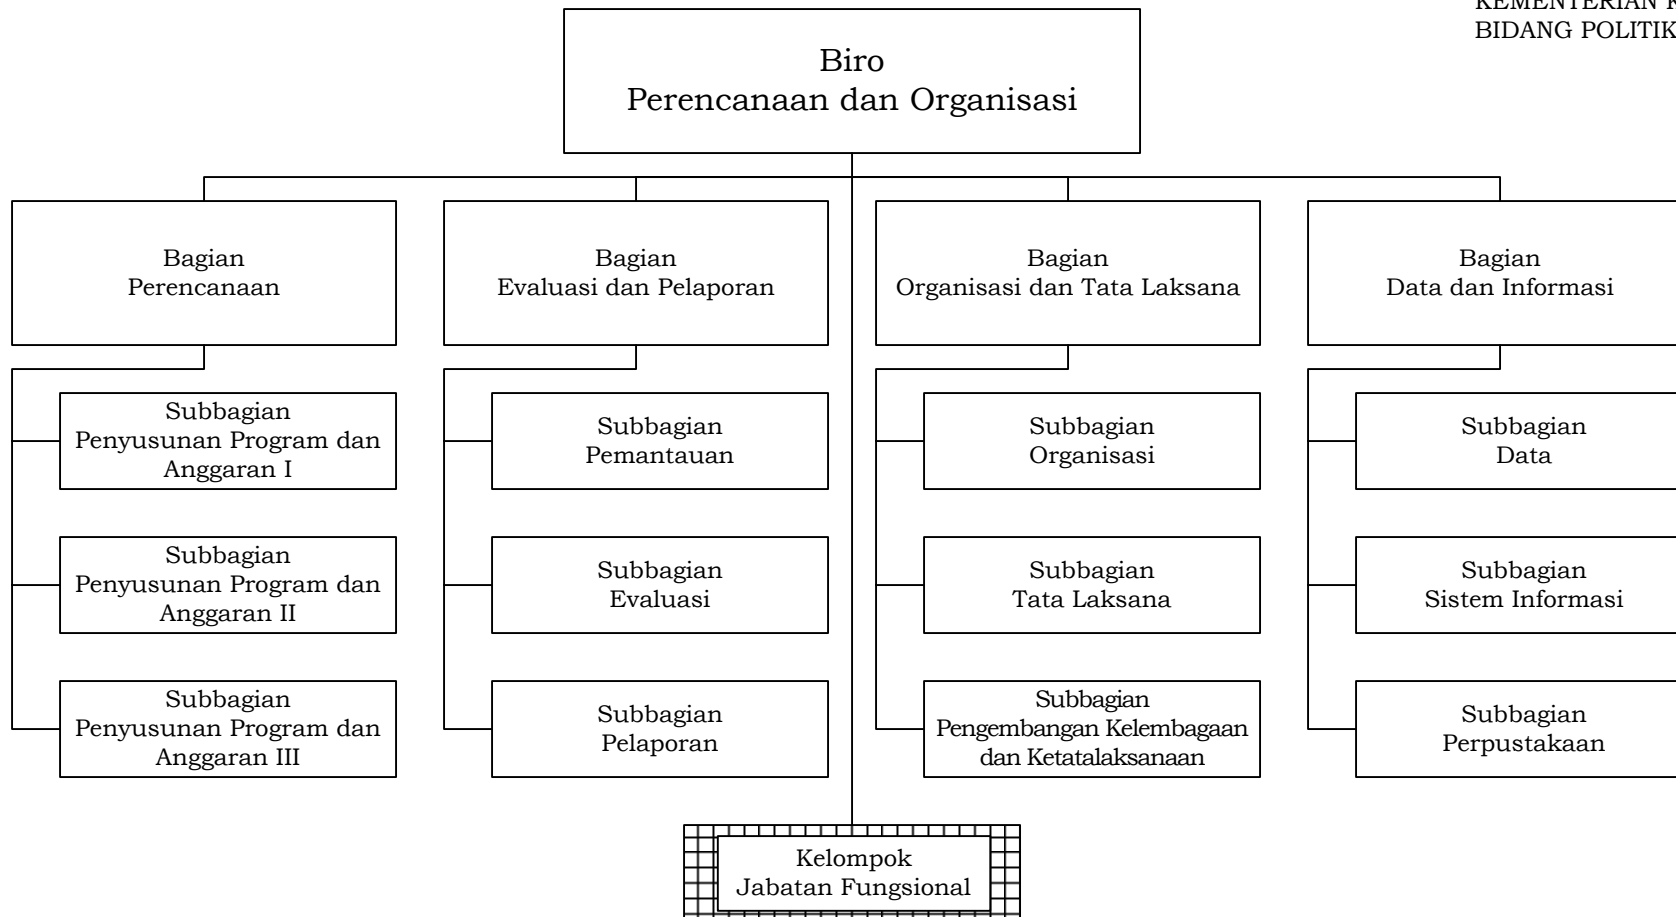 KEMENTERIAN
BIDANG POLITIK
Biro
Perencanaan dan Organisasi
Bagian
Perencanaan
Bagian
Evaluasi dan Pelaporan
Bagian
Organisasi dan Tata Laksana
Bagian
Data dan Informasi
Subbagian
Penyusunan Program dan
Anggaran I
Subbagian
Pemantauan
Subbagian
Organisasi
Subbagian
Data
Subbagian
Penyusunan Program dan
Anggaran II
Subbagian
Evaluasi
Subbagian
Tata Laksana
Subbagian
Sistem Informasi
Subbagian
Penyusunan Program dan
Anggaran III
Subbagian
Pelaporan
Subbagian
Pengembangan Kelembagaan
dan Ketatalaksanaan
Subbagian
Perpustakaan
Kelompok
Jabatan Fungsional